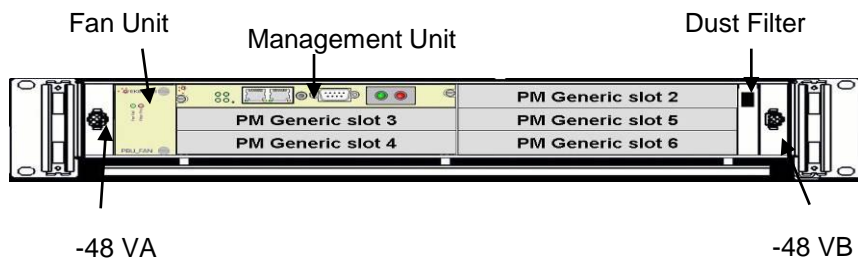 Fan Unit
Management Unit
Dust Filter
PM Generic slot 2
PM Generic slot 3
PM Generic slot 5
PBU_FAN
PM Generic slot 4
PM Generic slot 6
-48 VA
-48 VB